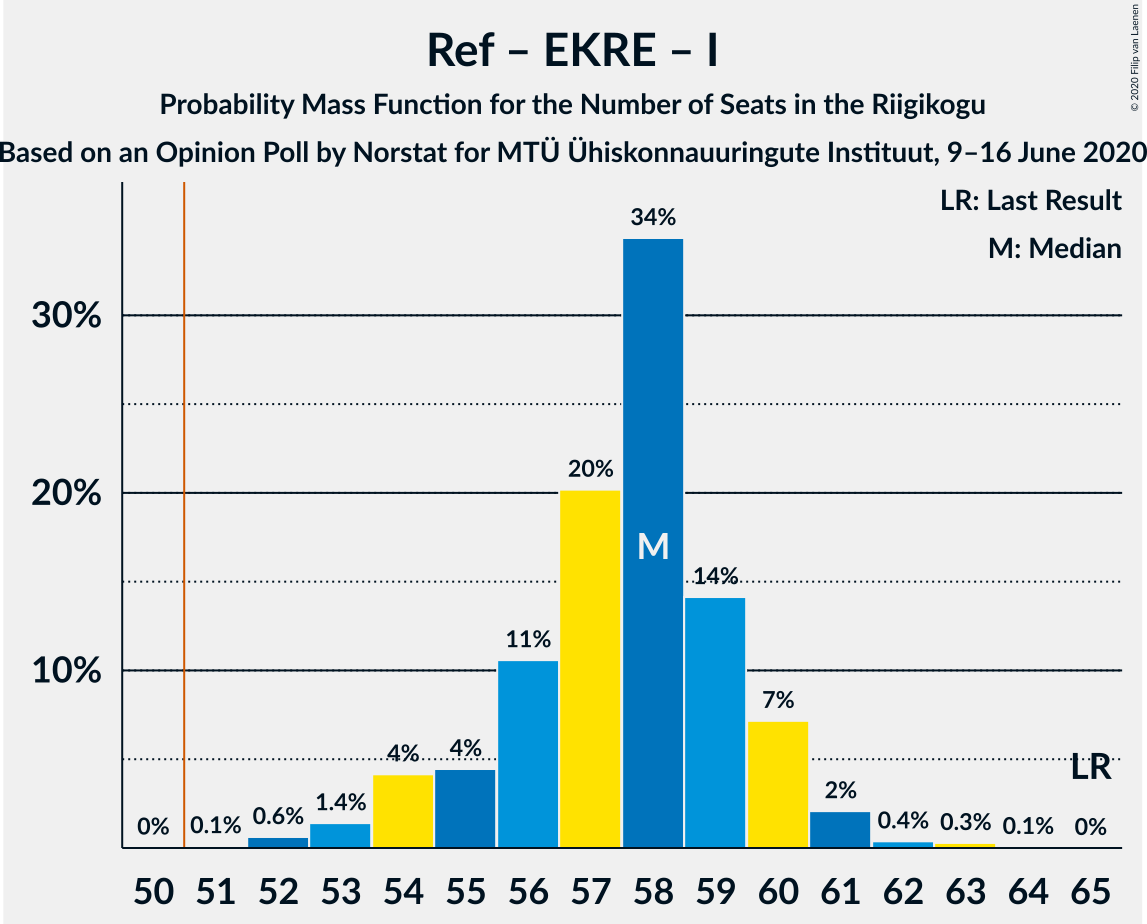 Ref – EKRE – I
Probability Mass Function for the Number of Seats in the Riigikogu
Based on an Opinion Poll by Norstat for MTÜ Ühiskonnauuringute Instituut, 9–16 June 2020
© 2020 Filip van Laenen
LR: Last Result
M: Median
30%
20%
10%
0%
0.1%
0.6%
1.4%
4%
4%
11%
20%
34%
M
14%
7%
2%
0.4%
0.3%
0.1%
0%
LR
50 51 52 53 54 55 56 57 58 59 60 61 62 63 64 65